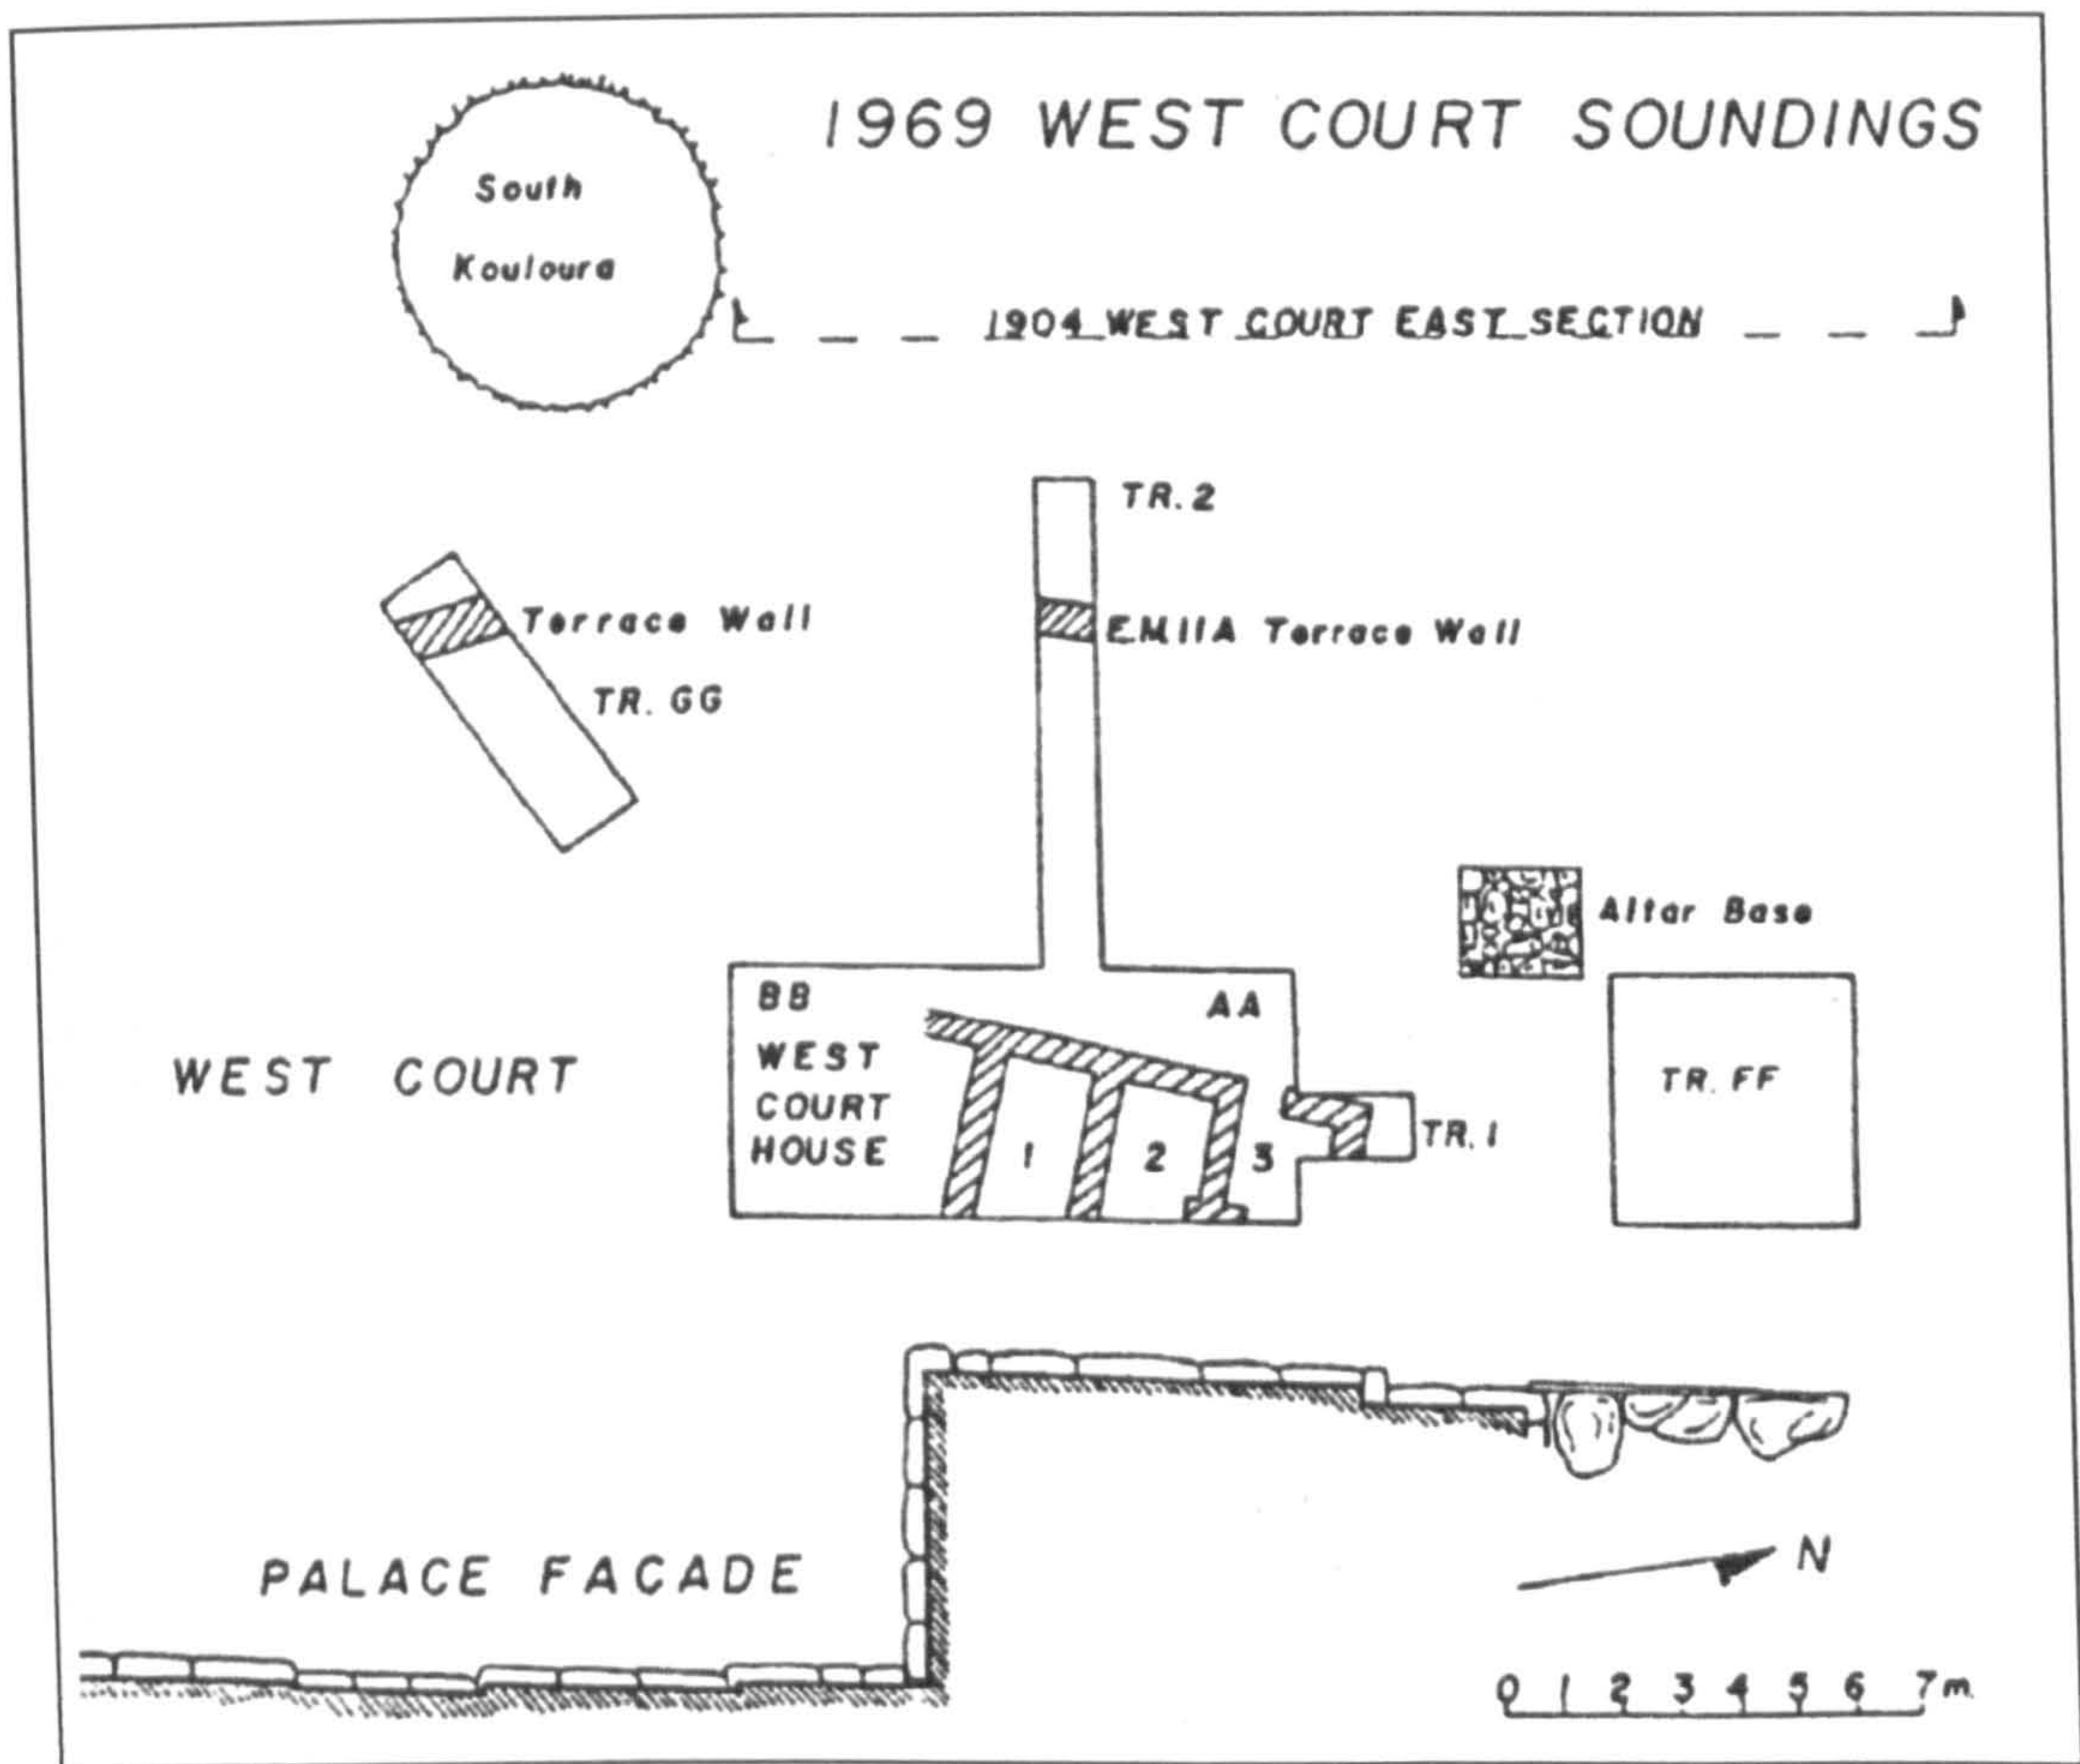 1969 WEST COURT SOUNDINGS
South
Kouloura
1904 WEST COURT EAST SECTION
TR. 2
Terrace Wall
EMIIA Terrace Wall
TR. GG
Altar Base
BB
AA
WEST
COURT
HOUSE
WEST COURT
TR. FF
1
2
3
TR. 1
PALACE FACADE
N
0 1 2 3 4 5 6 7 m.